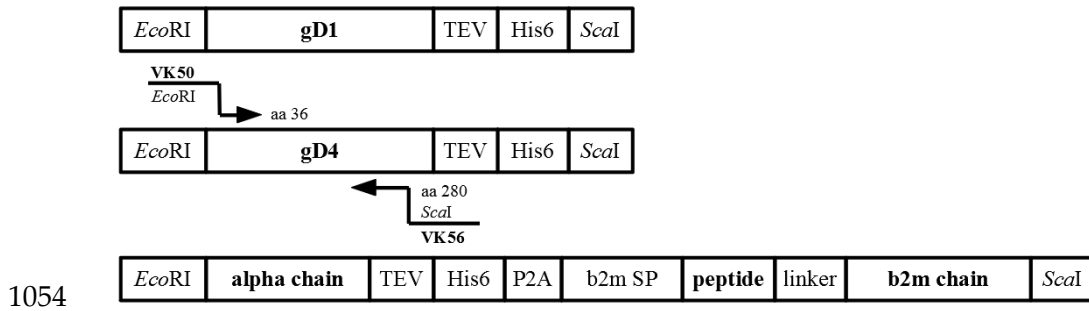 EcoRI gD1 TEV His6 ScaI
VK50
EcoRI
aa 36
EcoRI gD4 TEV His6 ScaI
aa 280
ScaI
VK56
1054 EcoRI alpha chain TEV His6 P2A b2m SP peptide linker b2m chain ScaI